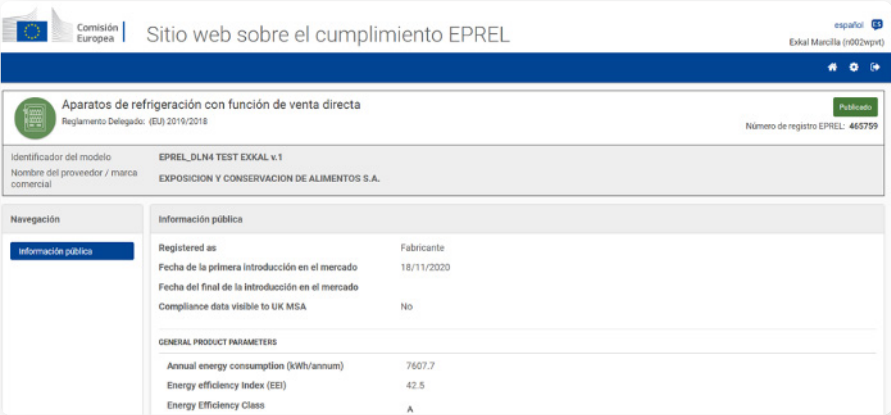 Comisión
Europea
Sitio web sobre el cumplimiento EPREL
español ES
Exkal Marcilla (n002wpvt)
Aparatos de refrigeración con función de venta directa
Reglamento Delegado: (EU) 2019/2018
Publicado
Número de registro EPREL: 465759
Identificador del modelo EPREL_DLN4 TEST EXKAL v.1
Nombre del proveedor / marca
comercial EXPOSICION Y CONSERVACION DE ALIMENTOS S.A.
Navegación
Información pública
Información pública
Registered as Fabricante
Fecha de la primera introducción en el mercado 18/11/2020
Fecha del final de la introducción en el mercado
Compliance data visible to UK MSA No
GENERAL PRODUCT PARAMETERS
Annual energy consumption (kWh/annum) 7607.7
Energy efficiency Index (EEI) 42.5
Energy Efficiency Class A